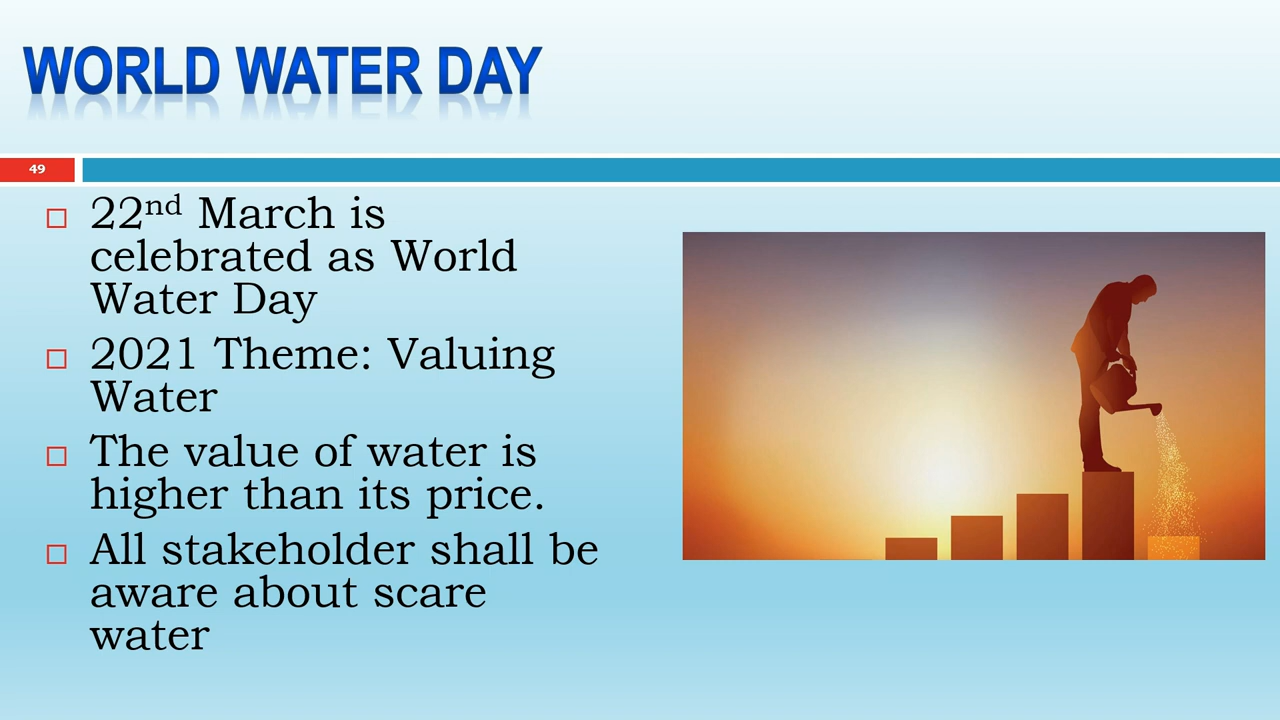 WORLD WATER DAY
49
22nd March is
celebrated as World
Water Day
2021 Theme: Valuing
Water
The value of water is
higher than its price.
All stakeholder shall be
aware about scare
water